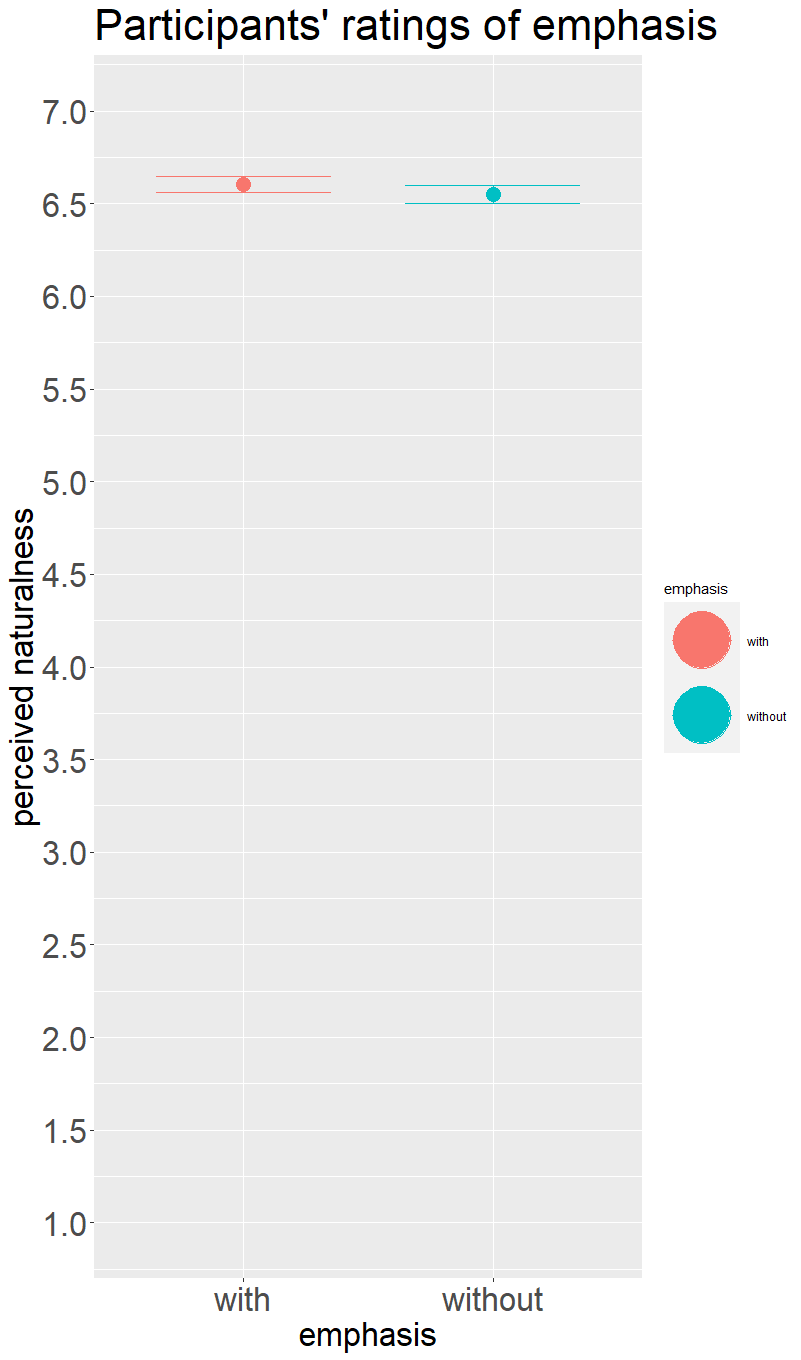 Participants' ratings of emphasis
perceived naturalness
7.0
6.5
6.0
5.5
5.0
4.5
4.0
3.5
3.0
2.5
2.0
1.5
1.0
with
without
emphasis
emphasis
with
without